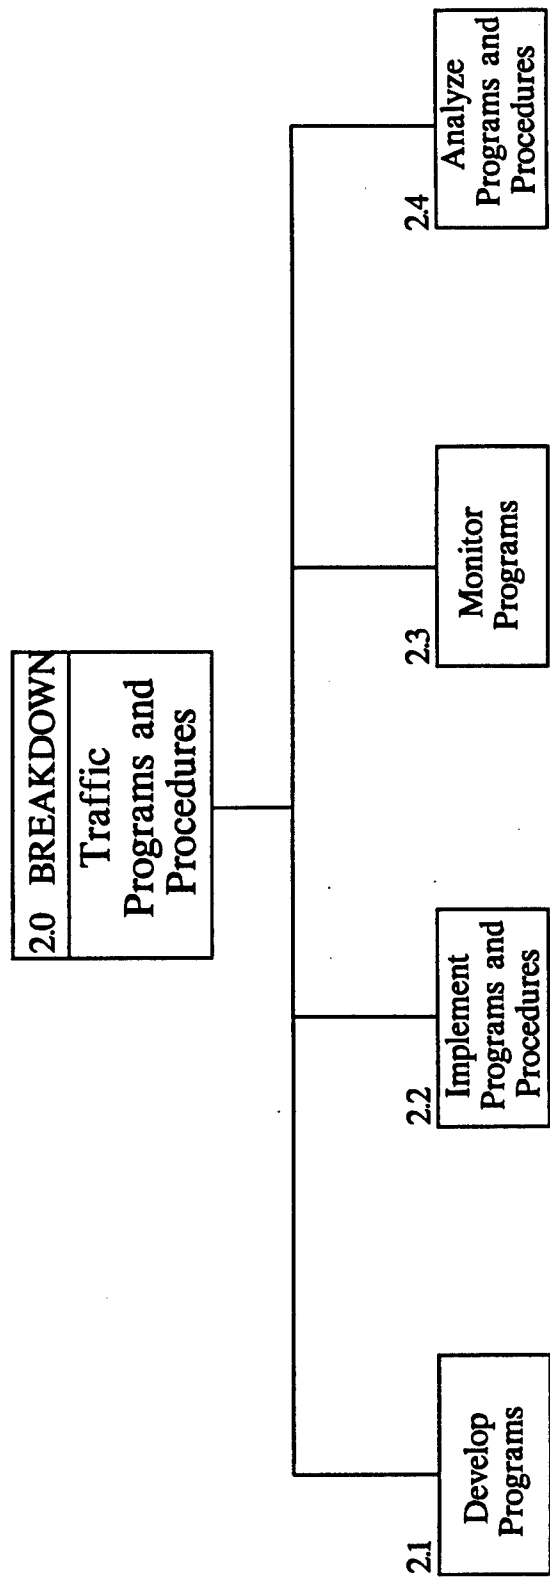 2.0 BREAKDOWN
Traffic
Programs and
Procedures
2.1
Develop
Programs
2.2
Implement
Programs and
Procedures
2.3
Monitor
Programs
2.4
Analyze
Programs and
Procedures